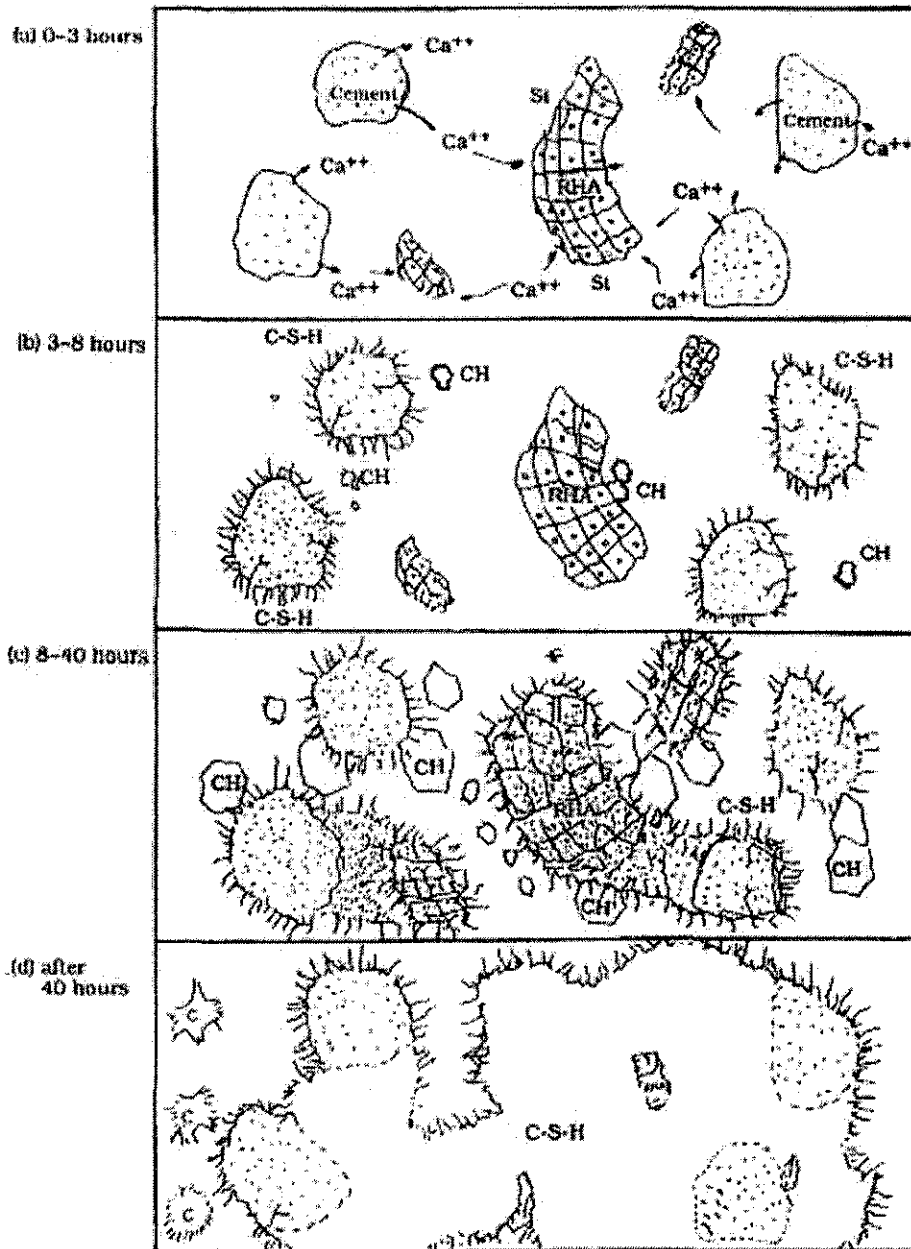 (a) 0-3 hours
Ca⁺⁺
Cement
Ca⁺⁺
Ca⁺⁺
Ca⁺⁺
Si
RHA
Ca⁺⁺
Si
Cement
Ca⁺⁺
Ca⁺⁺
Ca⁺⁺
(b) 3-8 hours
C-S-H
CH
CH
C-S-H
RHA
CH
C-S-H
CH
(c) 8-40 hours
CH
CH
RHA
CH
C-S-H
CH
(d) after
40 hours
C
C
C
C-S-H